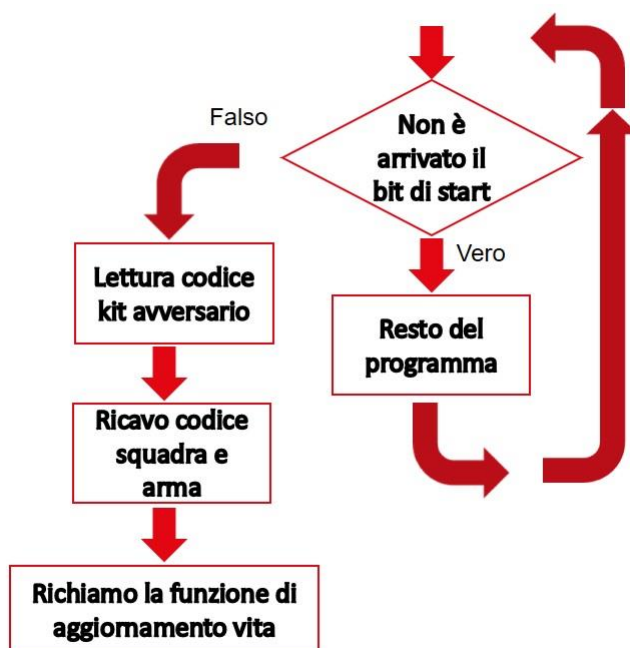 Non è
arrivato il
bit di start
Falso
Vero
Lettura codice
kit avversario
Resto del
programma
Ricavo codice
squadra e
arma
Richiamo la funzione di
aggiornamento vita